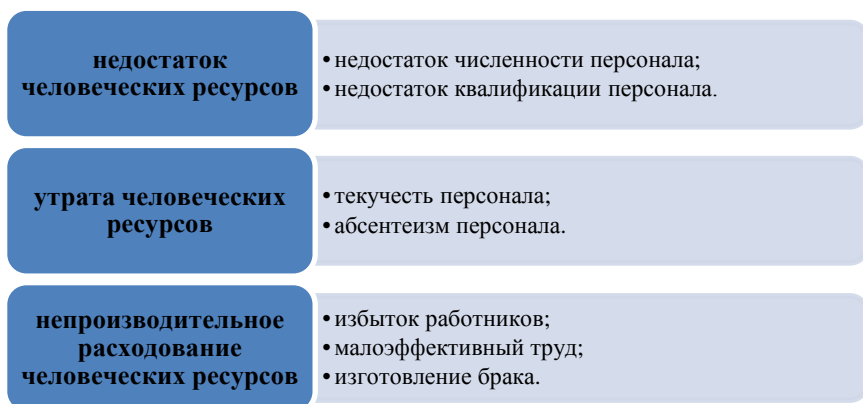 недостаток
человеческих ресурсов
• недостаток численности персонала;
• недостаток квалификации персонала.
утрата человеческих
ресурсов
• текучесть персонала;
• абсентеизм персонала.
непроизводительное
расходование
человеческих ресурсов
• избыток работников;
• малоэффективный труд;
• изготовление брака.